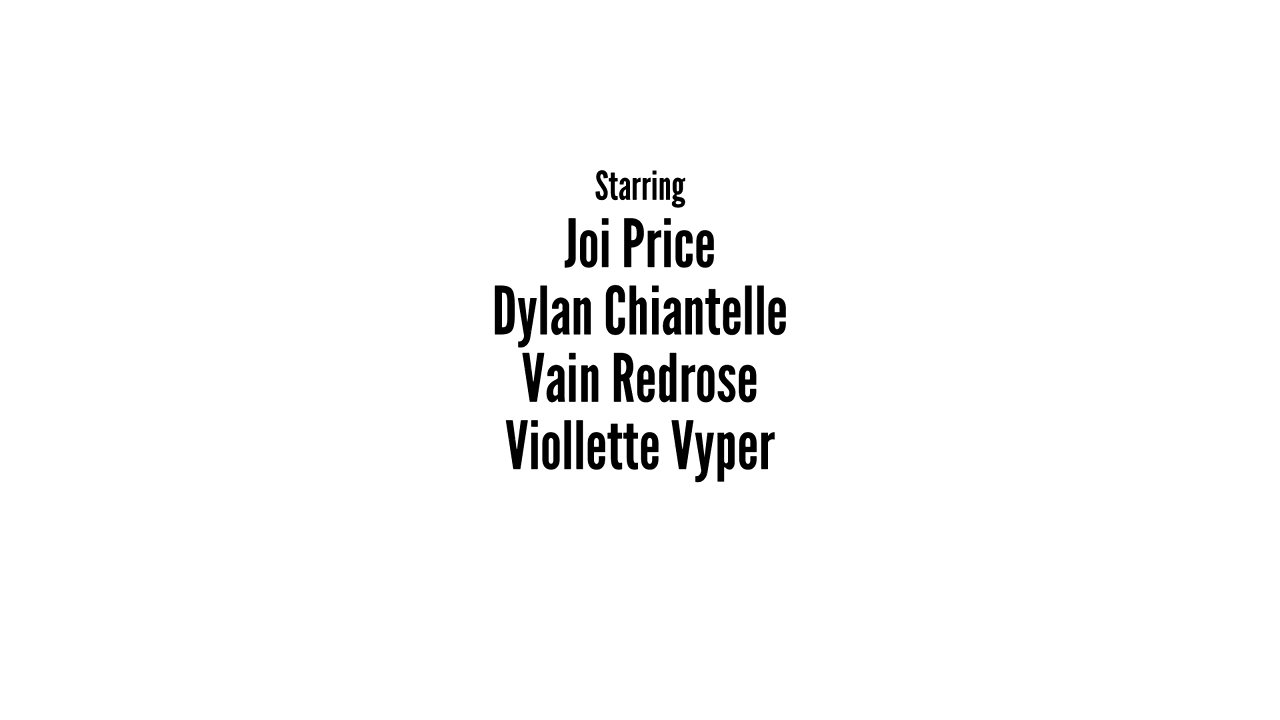 Starring
Joi Price
Dylan Chiantelle
Vain Redrose
Viollette Vyper